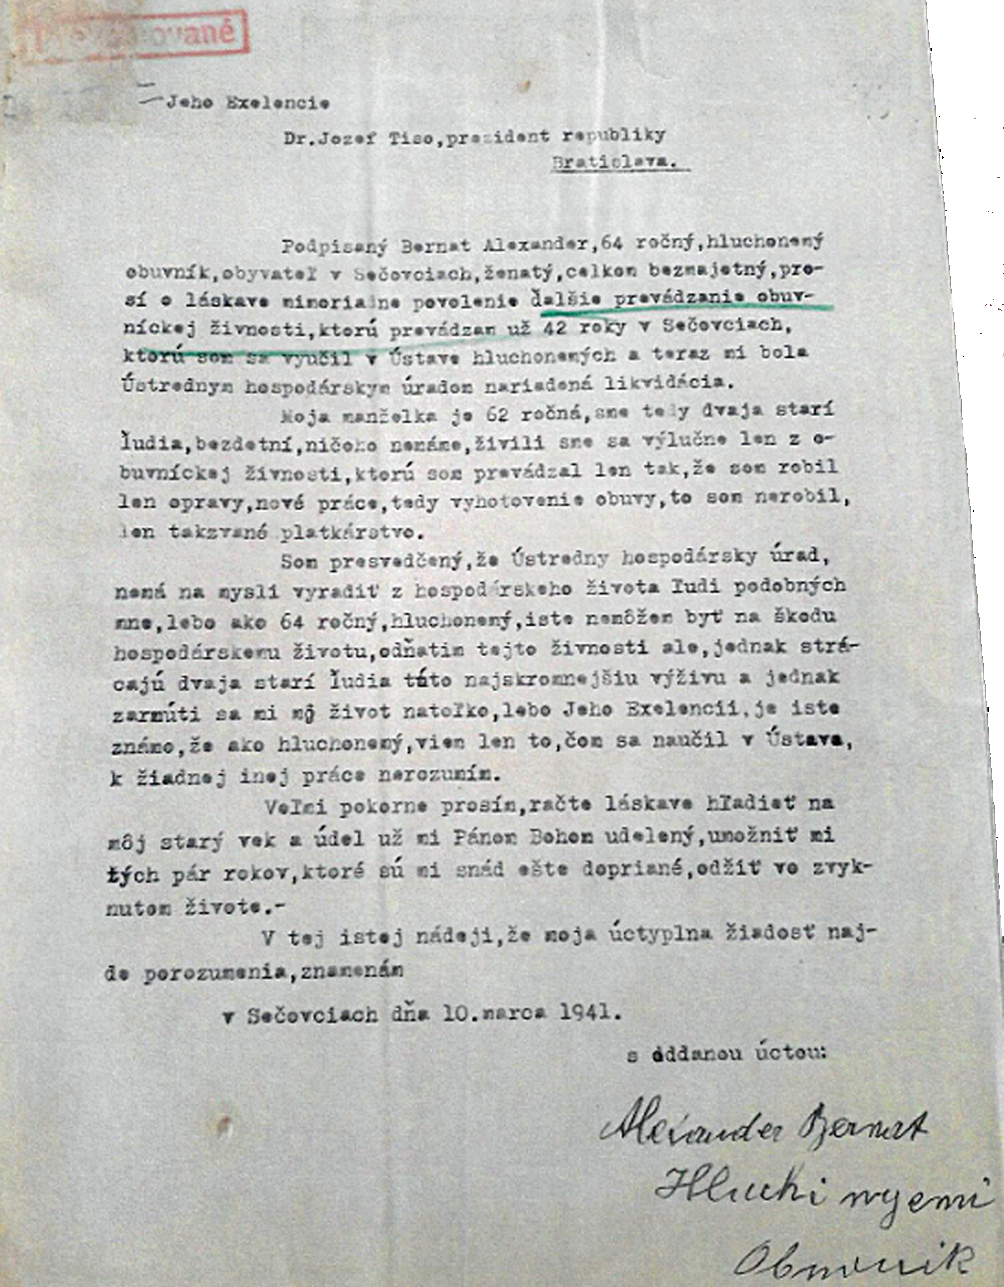 ované
Jeho Exelencie
Dr.Jozef Tiso,prezident republiky
Bratislava.
Podpisaný Bernat Alexander,64 ročný,hluchonemý
obuvník,obyvateľ v Sečovciach,ženatý,celkom bezmajetný,pro-
sí o láskave mimoriadne povolenie ďalšie prevádzanie obuv-
níckej živnosti,ktorú prevádzam už 42 roky v Sečovciach,
ktorú som sa vyučil v Ústave hluchonemých a teraz mi bola
Ústrednym hospodárskym úradom nariadená likvidácia.
Moja manželka je 62 ročná,sme tedy dvaja starí
ľudia,bezdetní,ničoho nemáme,živili sme sa výlučne len z o-
buvníckej živnosti,ktorú som prevádzal len tak,že som robil
len opravy,nové práce,tedy vyhotovenie obuvy,to som nerobil,
len takzvané platkárstvo.
Som presvedčený,že Ústredny hospodársky úrad,
nemá na mysli vyradiť z hospodárskeho života ľudi podobných
mne,lebo ako 64 ročný,hluchonemý,iste nemôžem byť na škodu
hospodárskemu životu,odňatim tejto živnosti ale,jednak strá-
cajú dvaja starí ľudia túto najskromnejšiu výživu a jednak
zarmúti sa mi mô život natoľko,lebo Jeho Exelencii,je iste
známo,že ako hluchonemý,viem len to,čom sa naučil v Ústave,
k žiadnej inej práce nerozumím.
Veľmi pokorne prosím,račte láskave hľadieť na
môj starý vek a údel už mi Pánom Bohom udelený,umožniť mi
tých pár rokov,ktoré sú mi snád ešte dopriané,odžiť vo zvyk-
nutom živote.-
V tej istej nádeji,že moja úctyplna žiadosť naj-
de porozumenia,znamenám
v Sečovciach dňa 10.marca 1941.
s oddanou úctou:
Alexander Bernat
Hluchi nyemi
Obuvnik